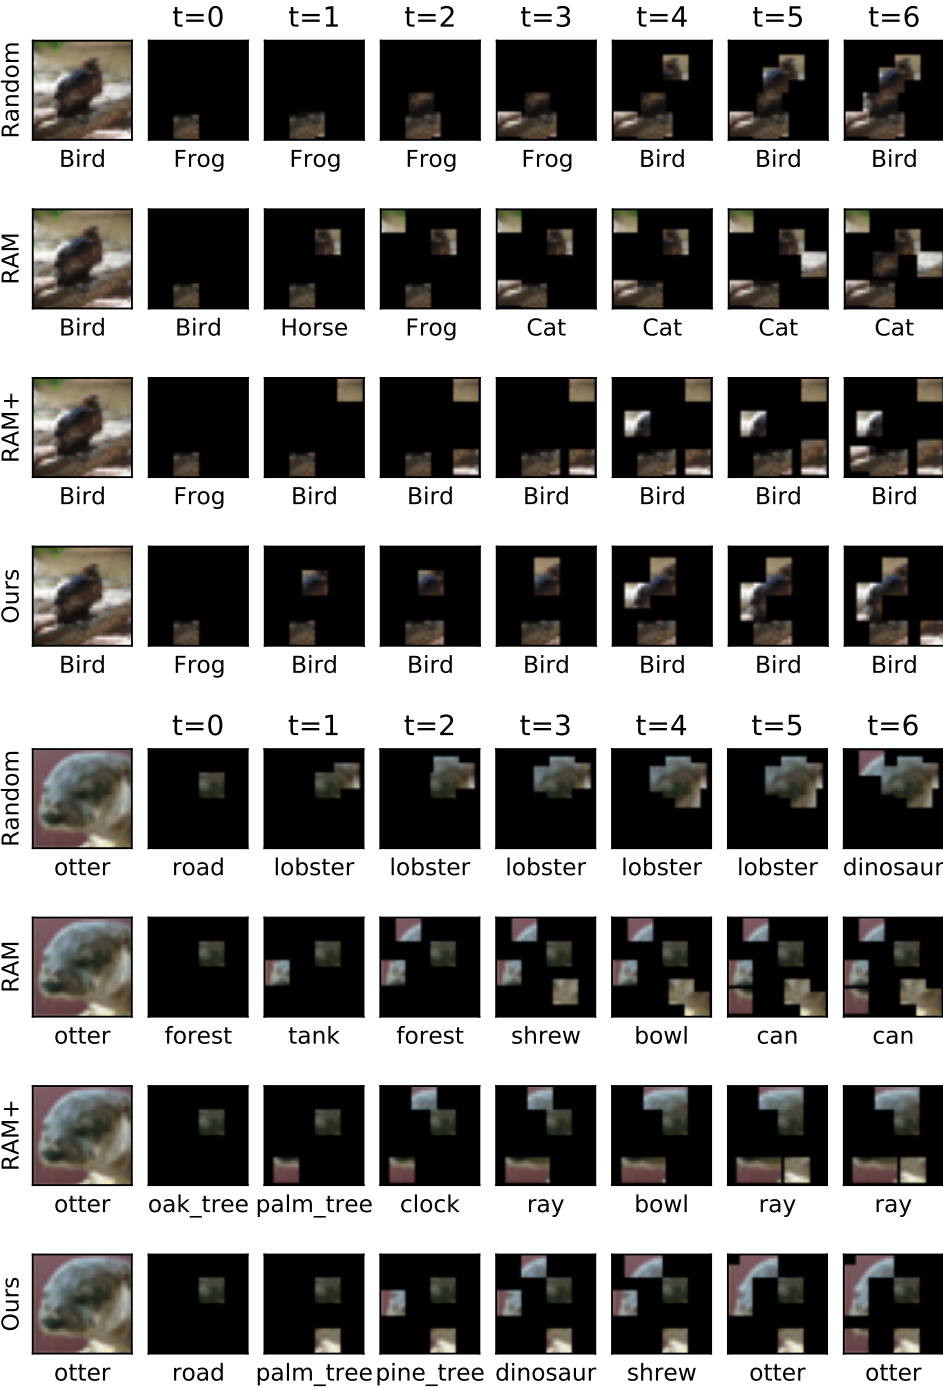 t=0 t=1 t=2 t=3 t=4 t=5 t=6
Random
Bird Frog Frog Frog Frog Bird Bird Bird
RAM
Bird Bird Horse Frog Cat Cat Cat Cat
RAM+
Bird Frog Bird Bird Bird Bird Bird Bird
Ours
Bird Frog Bird Bird Bird Bird Bird Bird
t=0 t=1 t=2 t=3 t=4 t=5 t=6
Random
otter road lobster lobster lobster lobster lobster dinosaur
RAM
otter forest tank forest shrew bowl can can
RAM+
otter oak_tree palm_tree clock ray bowl ray ray
Ours
otter road palm_tree pine_tree dinosaur shrew otter otter